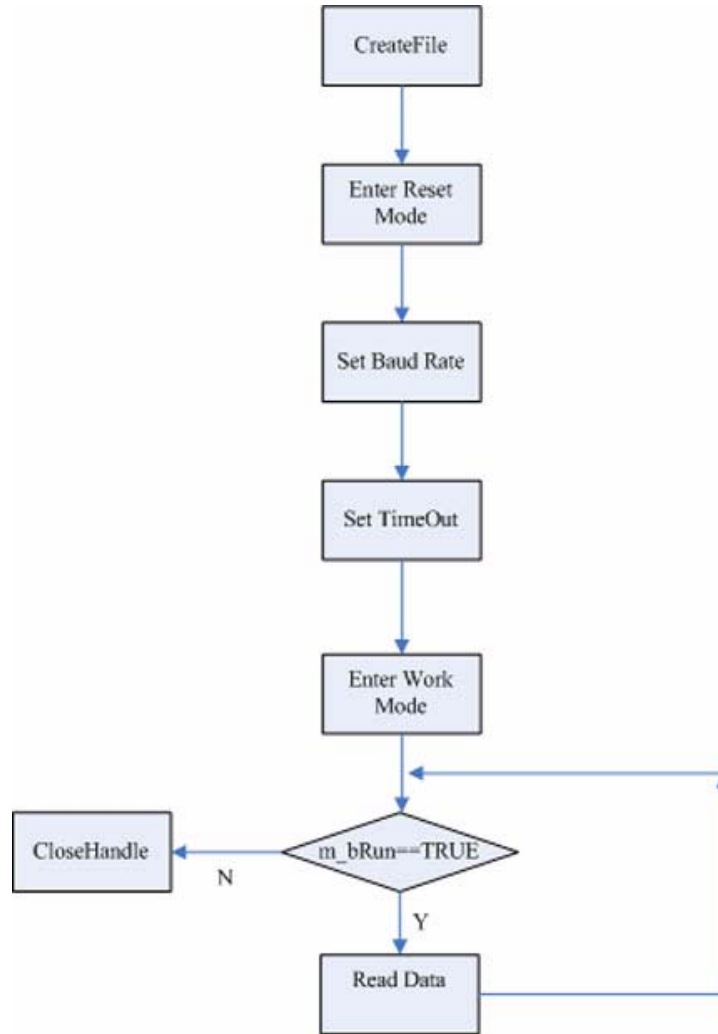 CreateFile
Enter Reset
Mode
Set Baud Rate
Set TimeOut
Enter Work
Mode
m_bRun==TRUE
CloseHandle
N
Y
Read Data